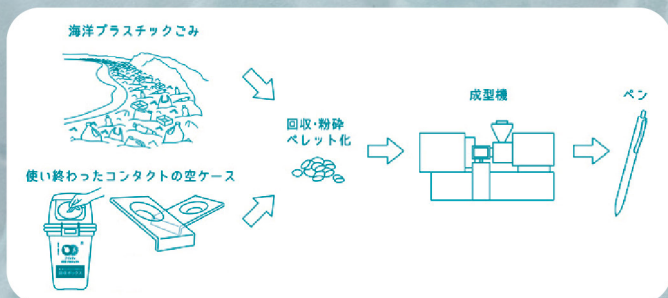 海洋プラスチックごみ
使い終わったコンタクトの空ケース
回収・粉砕
ペレット化
成型機
ペン